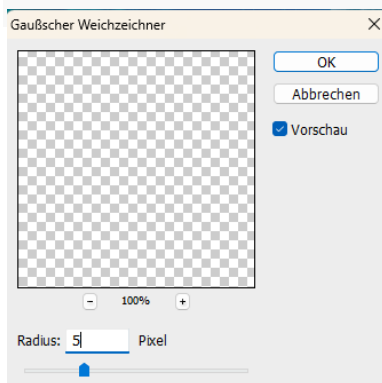 Gaußscher Weichzeichner
OK
Abbrechen
Vorschau
100%
Radius: 5 Pixel